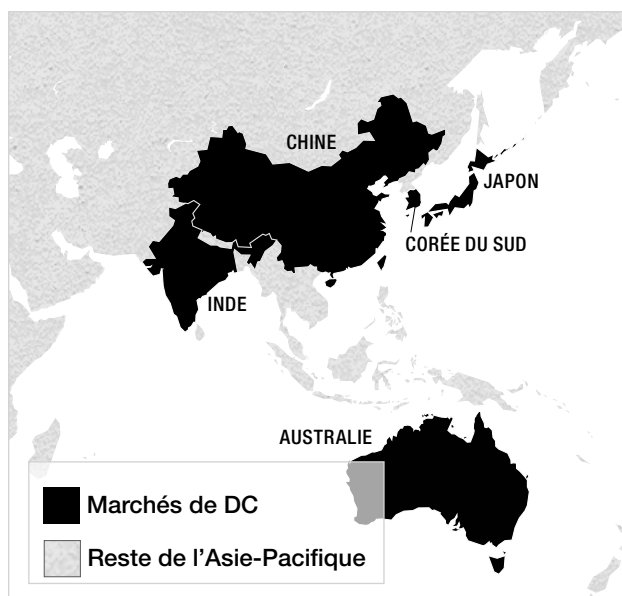 CHINE
JAPON
CORÉE DU SUD
INDE
AUSTRALIE
Marchés de DC
Reste de l'Asie-Pacifique